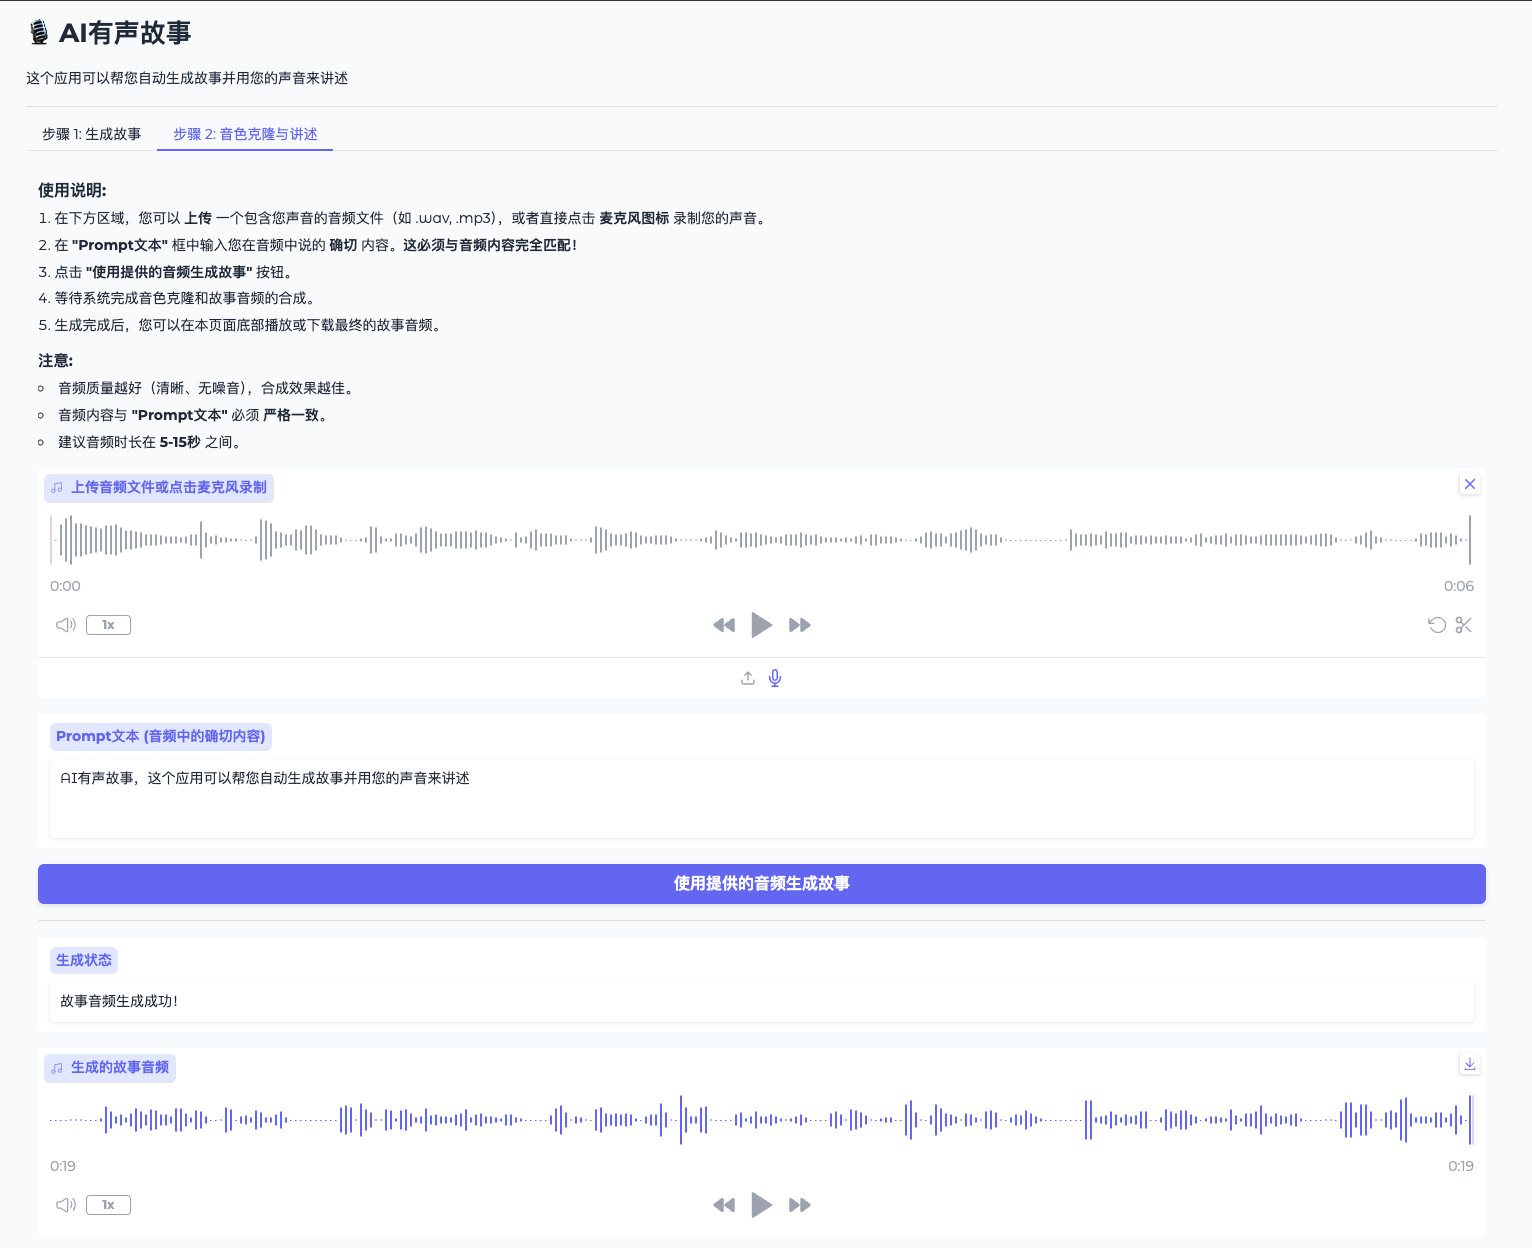 AI有声故事
这个应用可以帮您自动生成故事并用您的声音来讲述
步骤 1: 生成故事
步骤 2: 音色克隆与讲述
使用说明:
1. 在下方区域，您可以 上传 一个包含您声音的音频文件（如 .wav, .mp3），或者直接点击 麦克风图标 录制您的声音。
2. 在 "Prompt文本" 框中输入您在音频中说的 确切 内容。这必须与音频内容完全匹配！
3. 点击 "使用提供的音频生成故事" 按钮。
4. 等待系统完成音色克隆和故事音频的合成。
5. 生成完成后，您可以在本页面底部播放或下载最终的故事音频。
注意:
音频质量越好（清晰、无噪音），合成效果越佳。
音频内容与 "Prompt文本" 必须 严格一致。
建议音频时长在 5-15秒 之间。
上传音频文件或点击麦克风录制
0:00
0:06
1x
Prompt文本 (音频中的确切内容)
AI有声故事，这个应用可以帮您自动生成故事并用您的声音来讲述
使用提供的音频生成故事
生成状态
故事音频生成成功！
生成的故事音频
0:19
0:19
1x